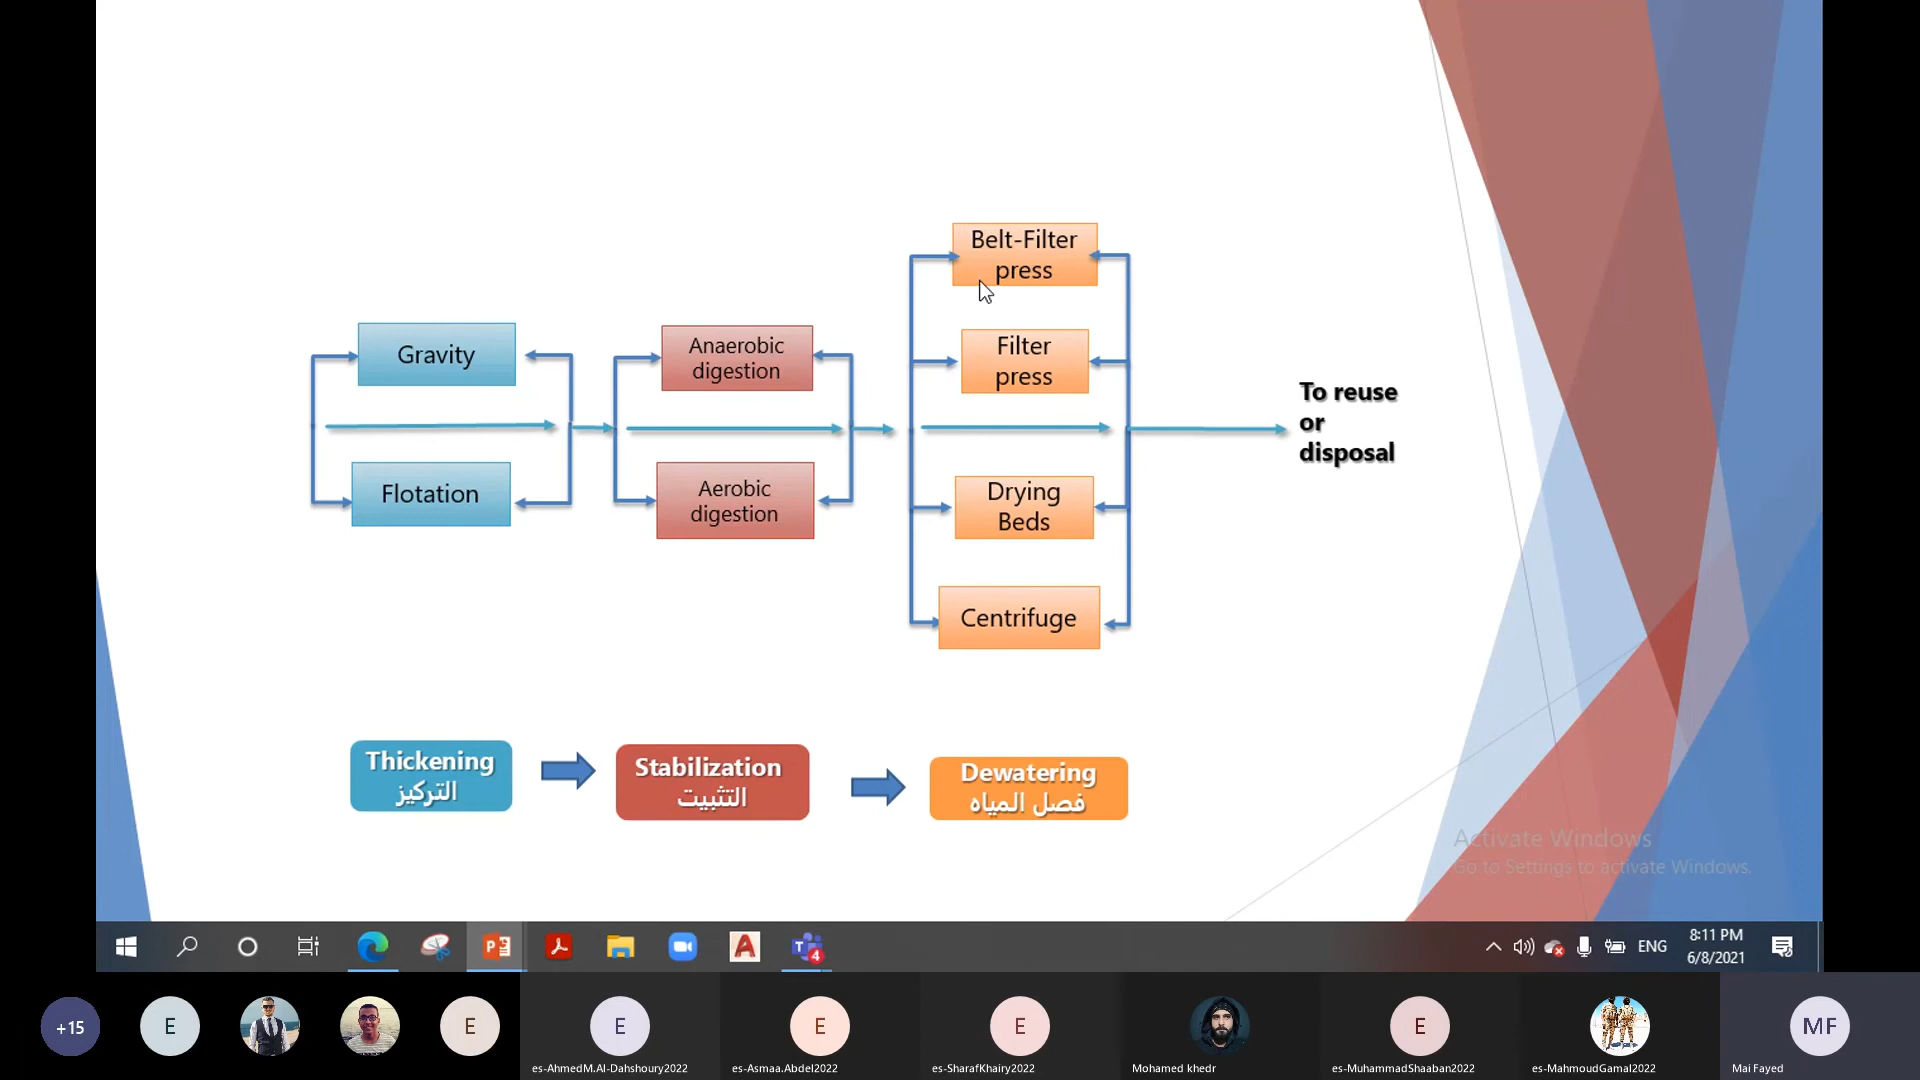 Belt-Filter
press
Gravity
Anaerobic
digestion
Filter
press
To reuse
or
disposal
Flotation
Aerobic
digestion
Drying
Beds
Centrifuge
Thickening
التركيز
Stabilization
التثبيت
Dewatering
فصل المياه
Activate Windows
Go to Settings to activate Windows.
4
ENG
8:11 PM
6/8/2021
+15
E
E
E
es-AhmedM.Al-Dahshoury2022
E
es-Asmaa.Abdel2022
E
es-SharafKhairy2022
Mohamed khedr
E
es-MuhammadShaaban2022
es-MahmoudGamal2022
MF
Mai Fayed